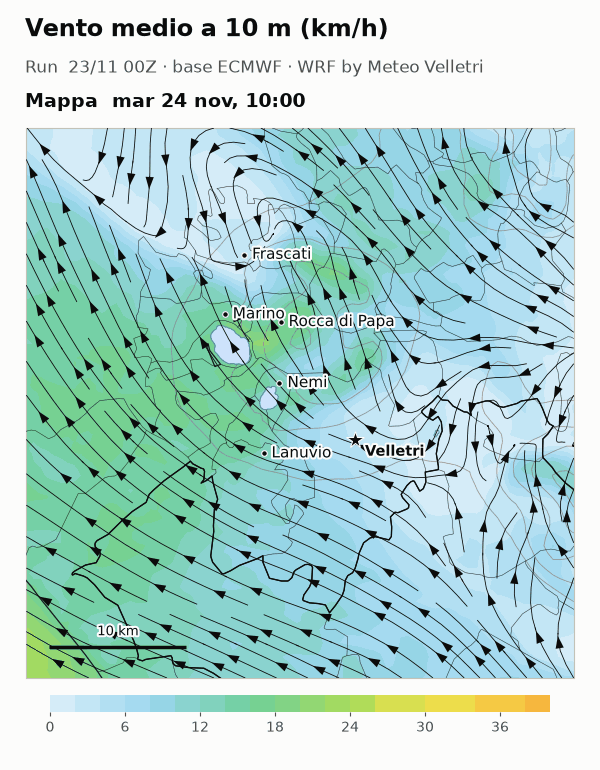 Vento medio a 10 m (km/h)
Run  23/11 00Z · base ECMWF · WRF by Meteo Velletri
Mappa  mar 24 nov, 10:00
Frascati
Marino
Rocca di Papa
Nemi
Velletri
Lanuvio
10 km
0 6 12 18 24 30 36